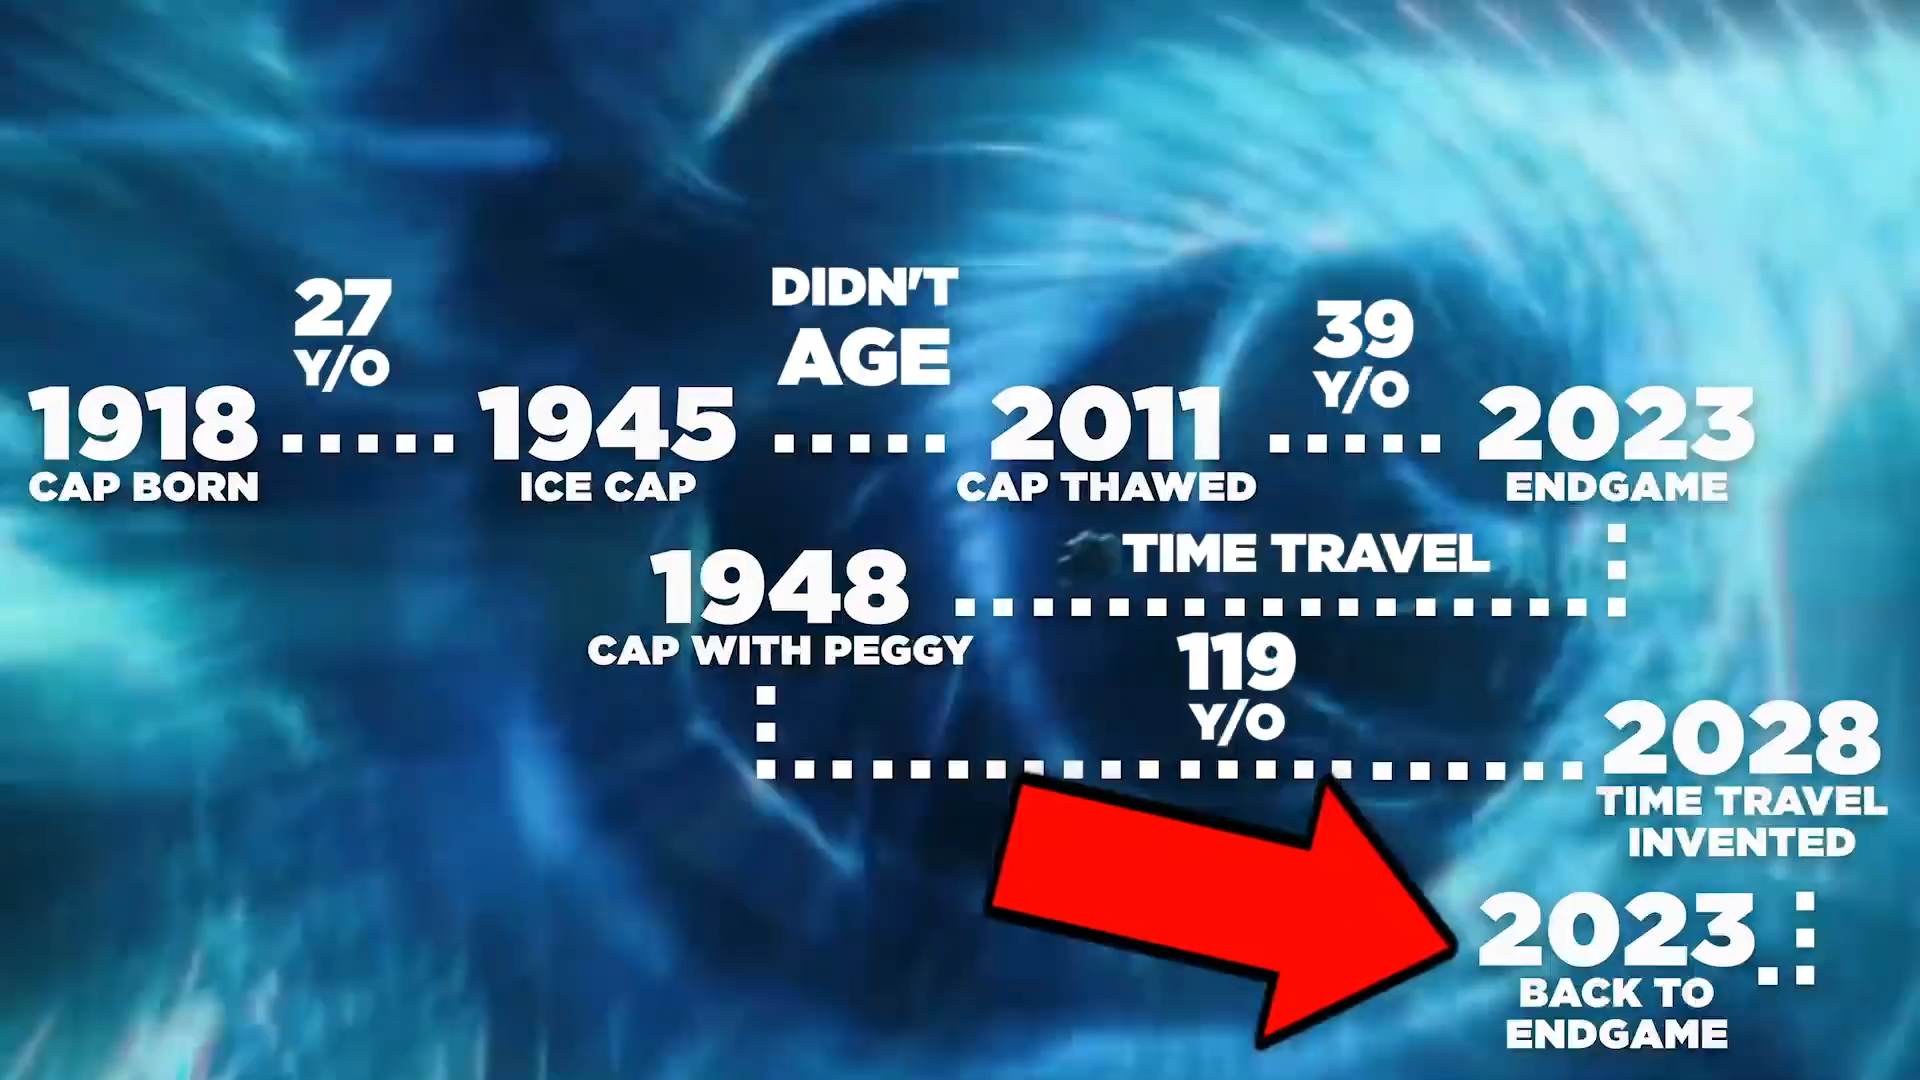 27
Y/O
1918
CAP BORN
1945
ICE CAP
DIDN'T
AGE
2011
CAP THAWED
39
Y/O
2023
ENDGAME
TIME TRAVEL
1948
CAP WITH PEGGY
119
Y/O
2028
TIME TRAVEL
INVENTED
2023
BACK TO
ENDGAME